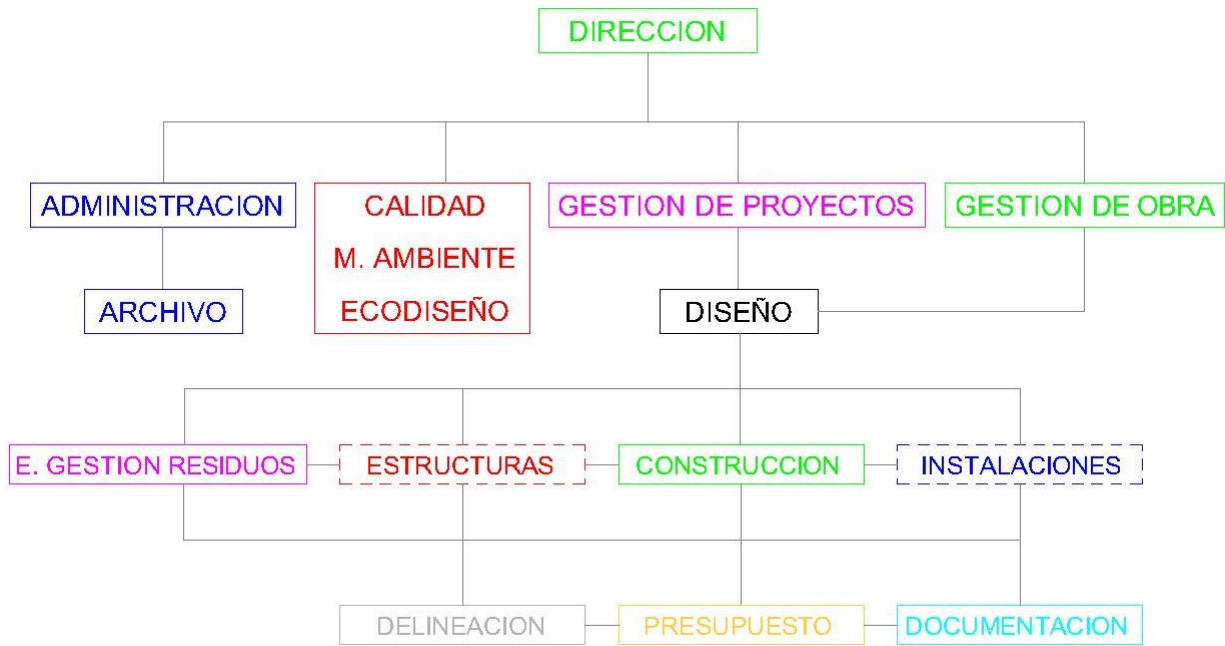 DIRECCION
ADMINISTRACION
CALIDAD
M. AMBIENTE
ECODISEÑO
GESTION DE PROYECTOS
GESTION DE OBRA
ARCHIVO
DISEÑO
E. GESTION RESIDUOS
ESTRUCTURAS
CONSTRUCCION
INSTALACIONES
DELINEACION
PRESUPUESTO
DOCUMENTACION